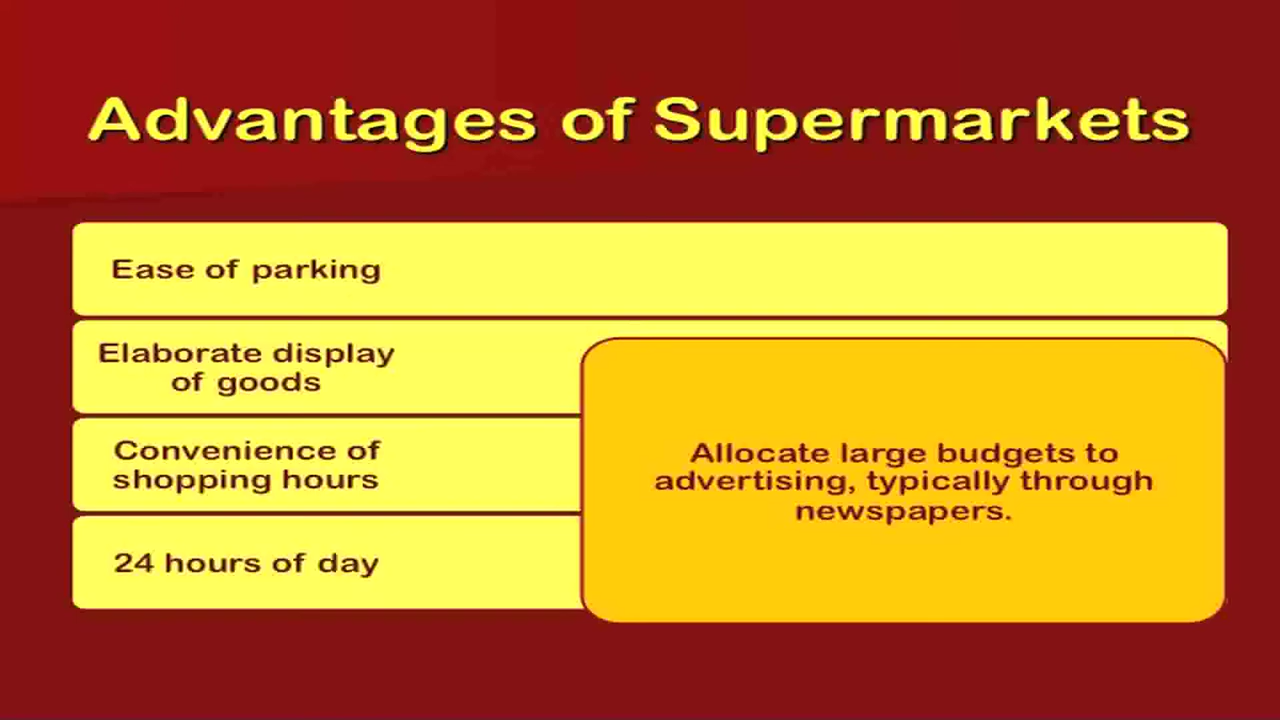 Advantages of Supermarkets
Ease of parking
Elaborate display
of goods
Convenience of
shopping hours
24 hours of day
Allocate large budgets to
advertising, typically through
newspapers.